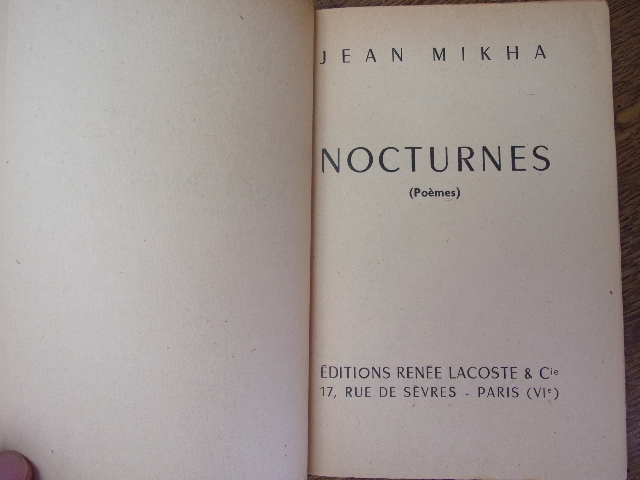 JEAN MIKHA
NOCTURNES
(Poèmes)
ÉDITIONS RENÉE LACOSTE & Cie
17, RUE DE SÈVRES - PARIS (VIe)